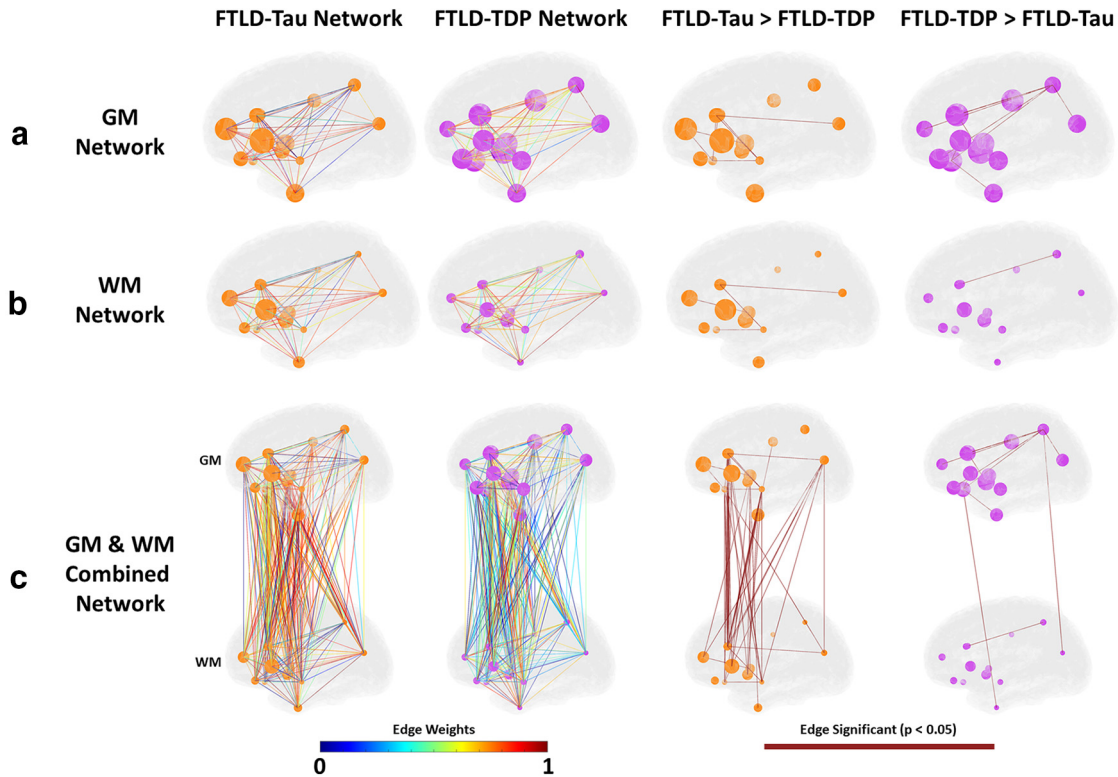 FTLD-Tau Network FTLD-TDP Network FTLD-Tau > FTLD-TDP FTLD-TDP > FTLD-Tau
a
GM
Network
b
WM
Network
GM
c
GM & WM
Combined
Network
WM
Edge Weights
0 1
Edge Significant (p < 0.05)